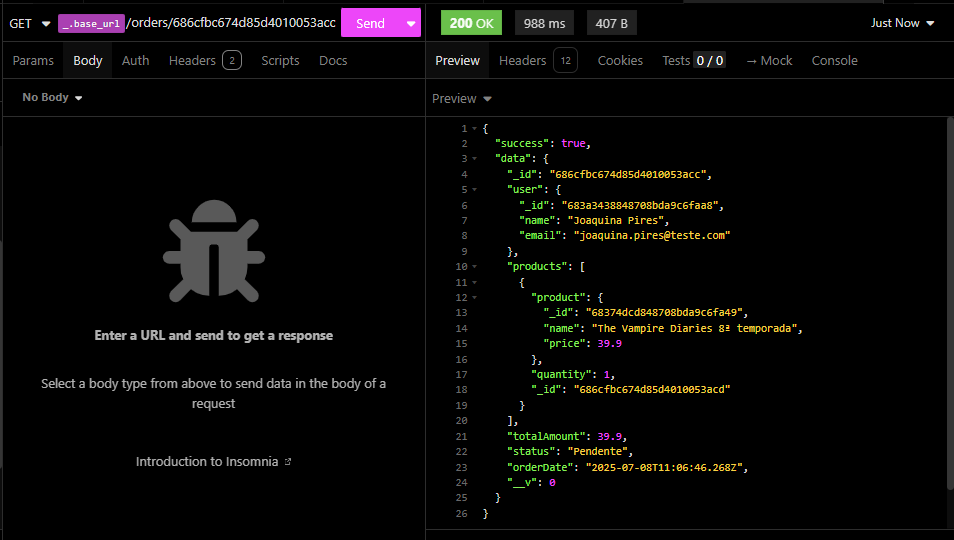 GET _.base_url /orders/686cfbc674d85d4010053acc Send
200 OK 988 ms 407 B Just Now
Params Body Auth Headers 2 Scripts Docs
Preview Headers 12 Cookies Tests 0 / 0 → Mock Console
No Body
Preview
Enter a URL and send to get a response
Select a body type from above to send data in the body of a
request
Introduction to Insomnia
1 {
2 "success": true,
3 "data": {
4 "_id": "686cfbc674d85d4010053acc",
5 "user": {
6 "_id": "683a3438848708bda9c6faa8",
7 "name": "Joaquina Pires",
8 "email": "joaquina.pires@teste.com"
9 },
10 "products": [
11 {
12 "product": {
13 "_id": "68374dcd848708bda9c6fa49",
14 "name": "The Vampire Diaries 8ª temporada",
15 "price": 39.9
16 },
17 "quantity": 1,
18 "_id": "686cfbc674d85d4010053acd"
19 }
20 ],
21 "totalAmount": 39.9,
22 "status": "Pendente",
23 "orderDate": "2025-07-08T11:06:46.268Z",
24 "__v": 0
25 }
26 }